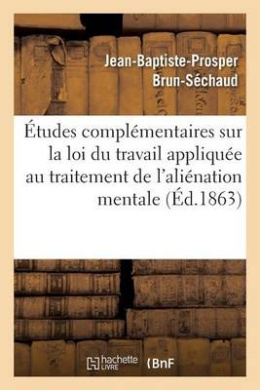 Jean-Baptiste-Prosper
Brun-Séchaud
Études complémentaires sur la loi du travail appliquée
au traitement de l'aliénation mentale (Éd.1863)
hachette
LIVRE
{BnF